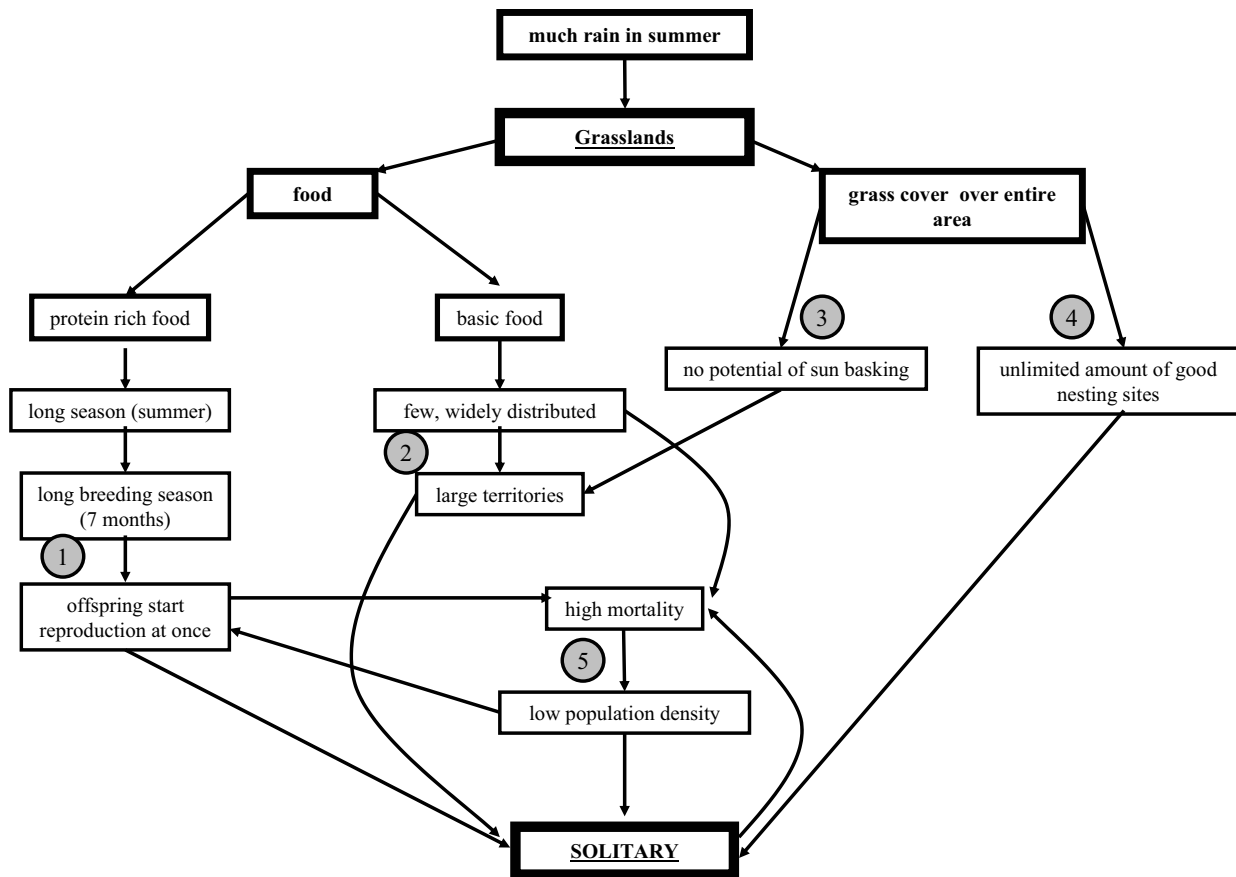 much rain in summer
Grasslands
food
grass cover over entire
area
protein rich food
basic food
3
4
no potential of sun basking
unlimited amount of good
nesting sites
long season (summer)
few, widely distributed
2
long breeding season
(7 months)
large territories
1
offspring start
reproduction at once
high mortality
5
low population density
SOLITARY